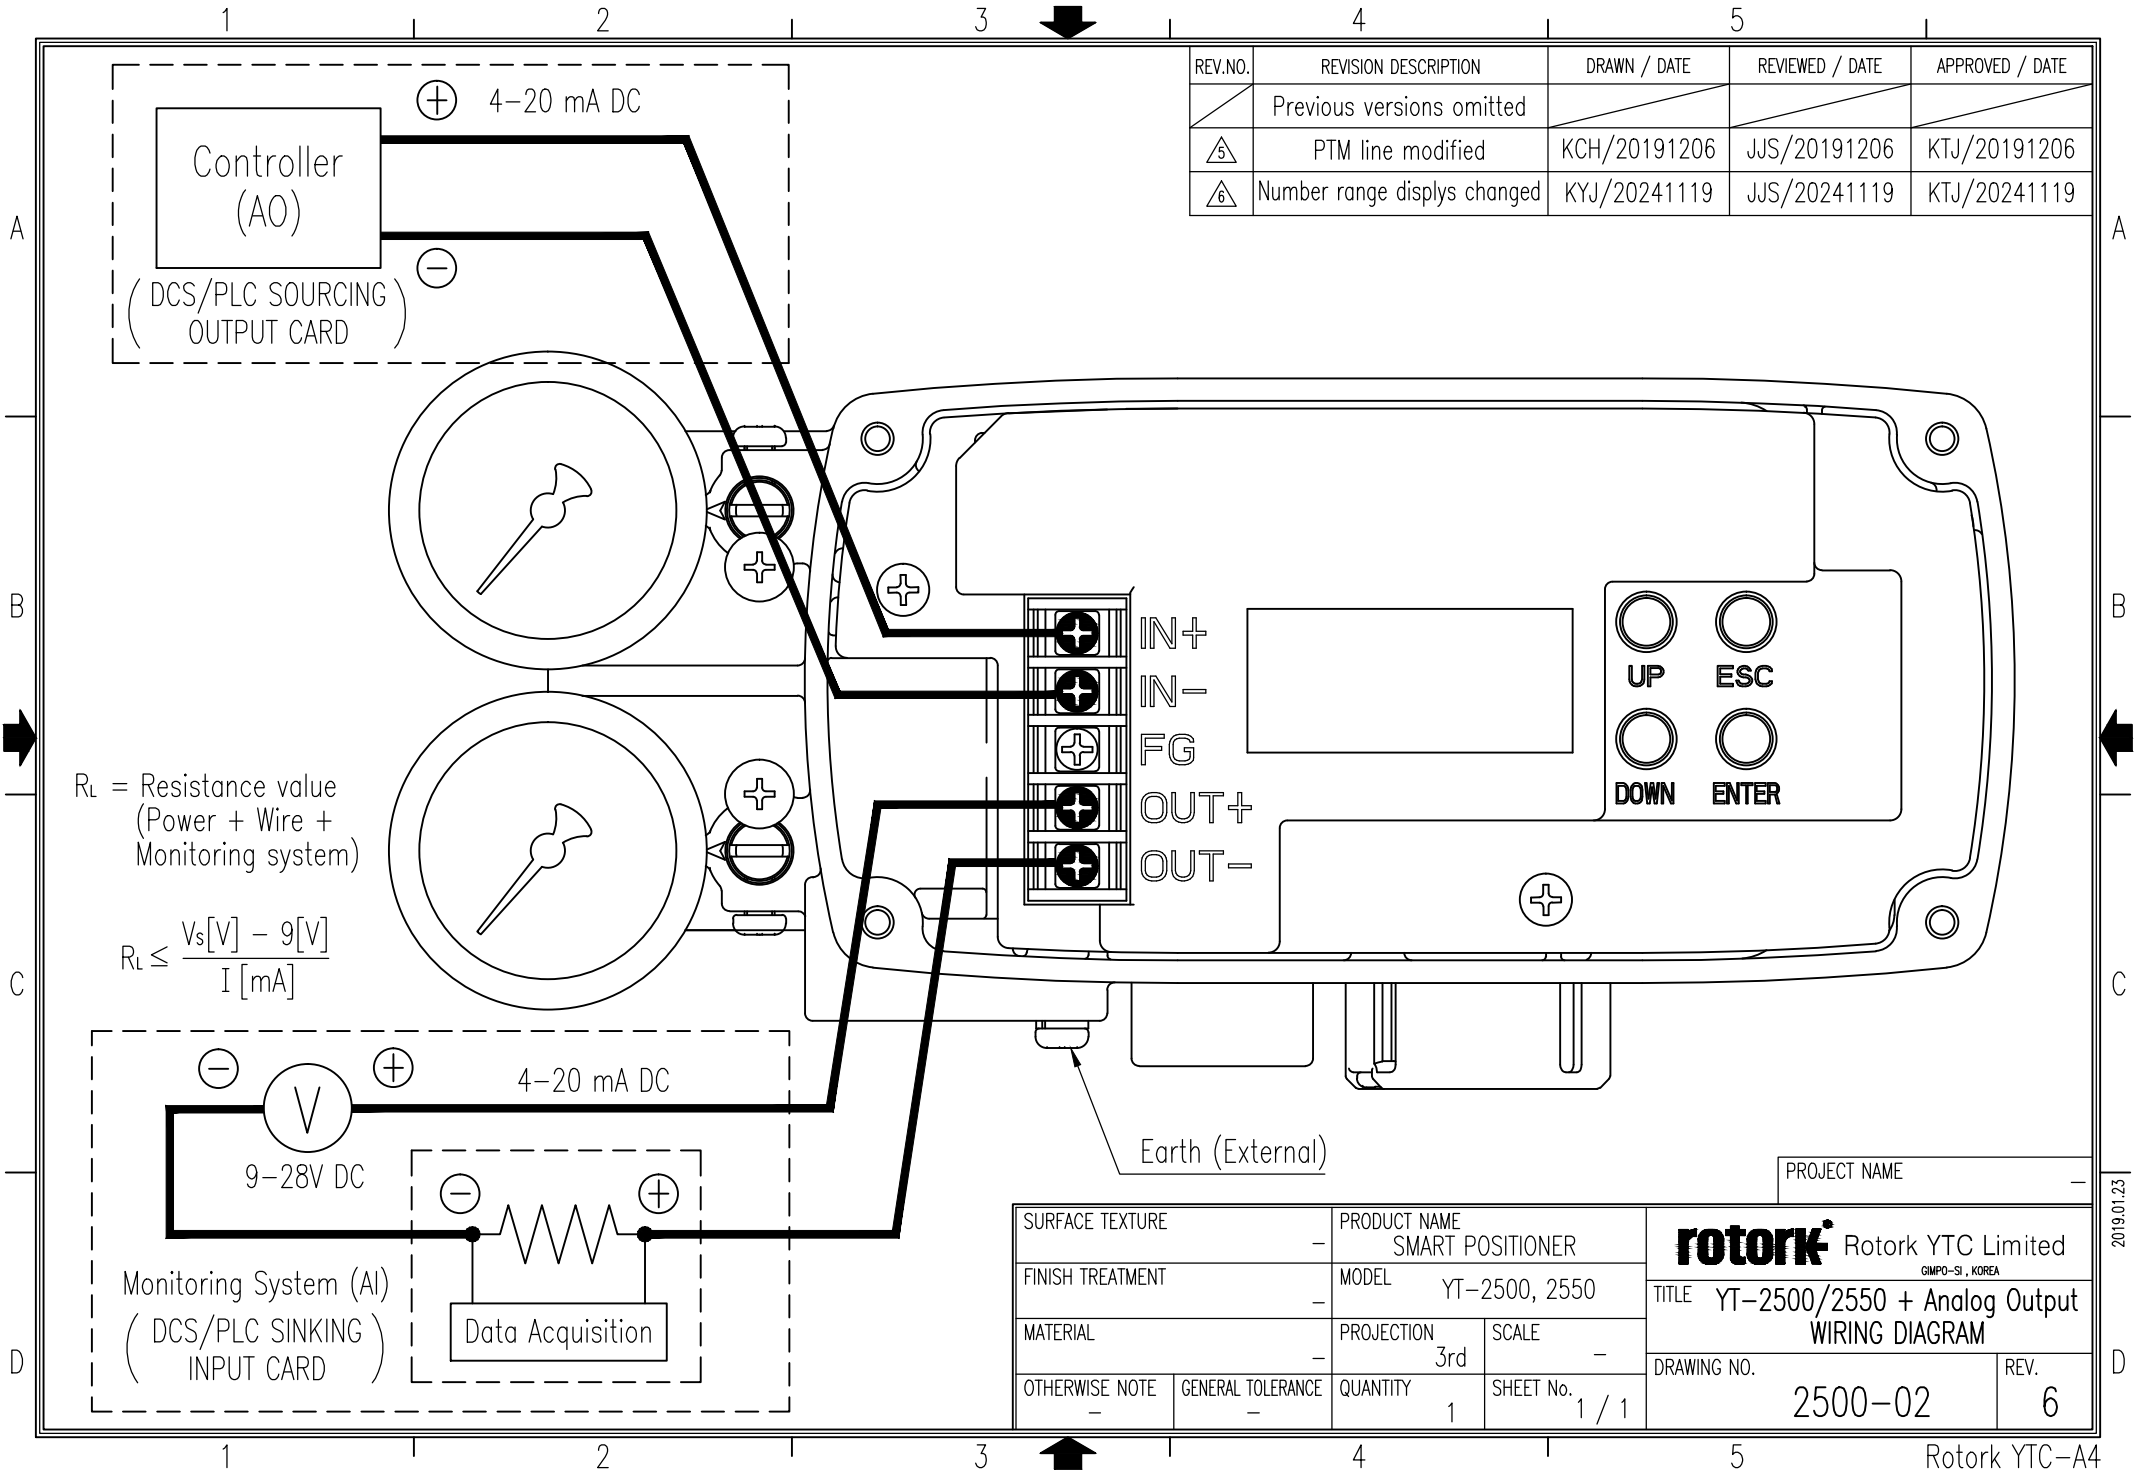 1 2 3 4 5
REV.NO. REVISION DESCRIPTION DRAWN / DATE REVIEWED / DATE APPROVED / DATE
Previous versions omitted
5 PTM line modified KCH/20191206 JJS/20191206 KTJ/20191206
6 Number range displys changed KYJ/20241119 JJS/20241119 KTJ/20241119
+ 4-20 mA DC
Controller
(AO)
−
( DCS/PLC SOURCING
OUTPUT CARD )
A A
B B
IN+
IN-
FG
OUT+
OUT-
UP ESC
DOWN ENTER
RL = Resistance value
(Power + Wire +
Monitoring system)
RL ≤ Vs[V] - 9[V]
I [mA]
C C
− + 4-20 mA DC
V
9-28V DC
− +
Monitoring System (AI)
( DCS/PLC SINKING
INPUT CARD )
Data Acquisition
Earth (External)
D D
PROJECT NAME -
SURFACE TEXTURE -
FINISH TREATMENT -
MATERIAL -
OTHERWISE NOTE -
GENERAL TOLERANCE -
PRODUCT NAME
SMART POSITIONER
MODEL YT-2500, 2550
PROJECTION 3rd
SCALE -
QUANTITY 1
SHEET No. 1 / 1
rotork Rotork YTC Limited
GIMPO-SI , KOREA
TITLE YT-2500/2550 + Analog Output
WIRING DIAGRAM
DRAWING NO. 2500-02
REV. 6
2019.01.23
1 2 3 4 5
Rotork YTC-A4